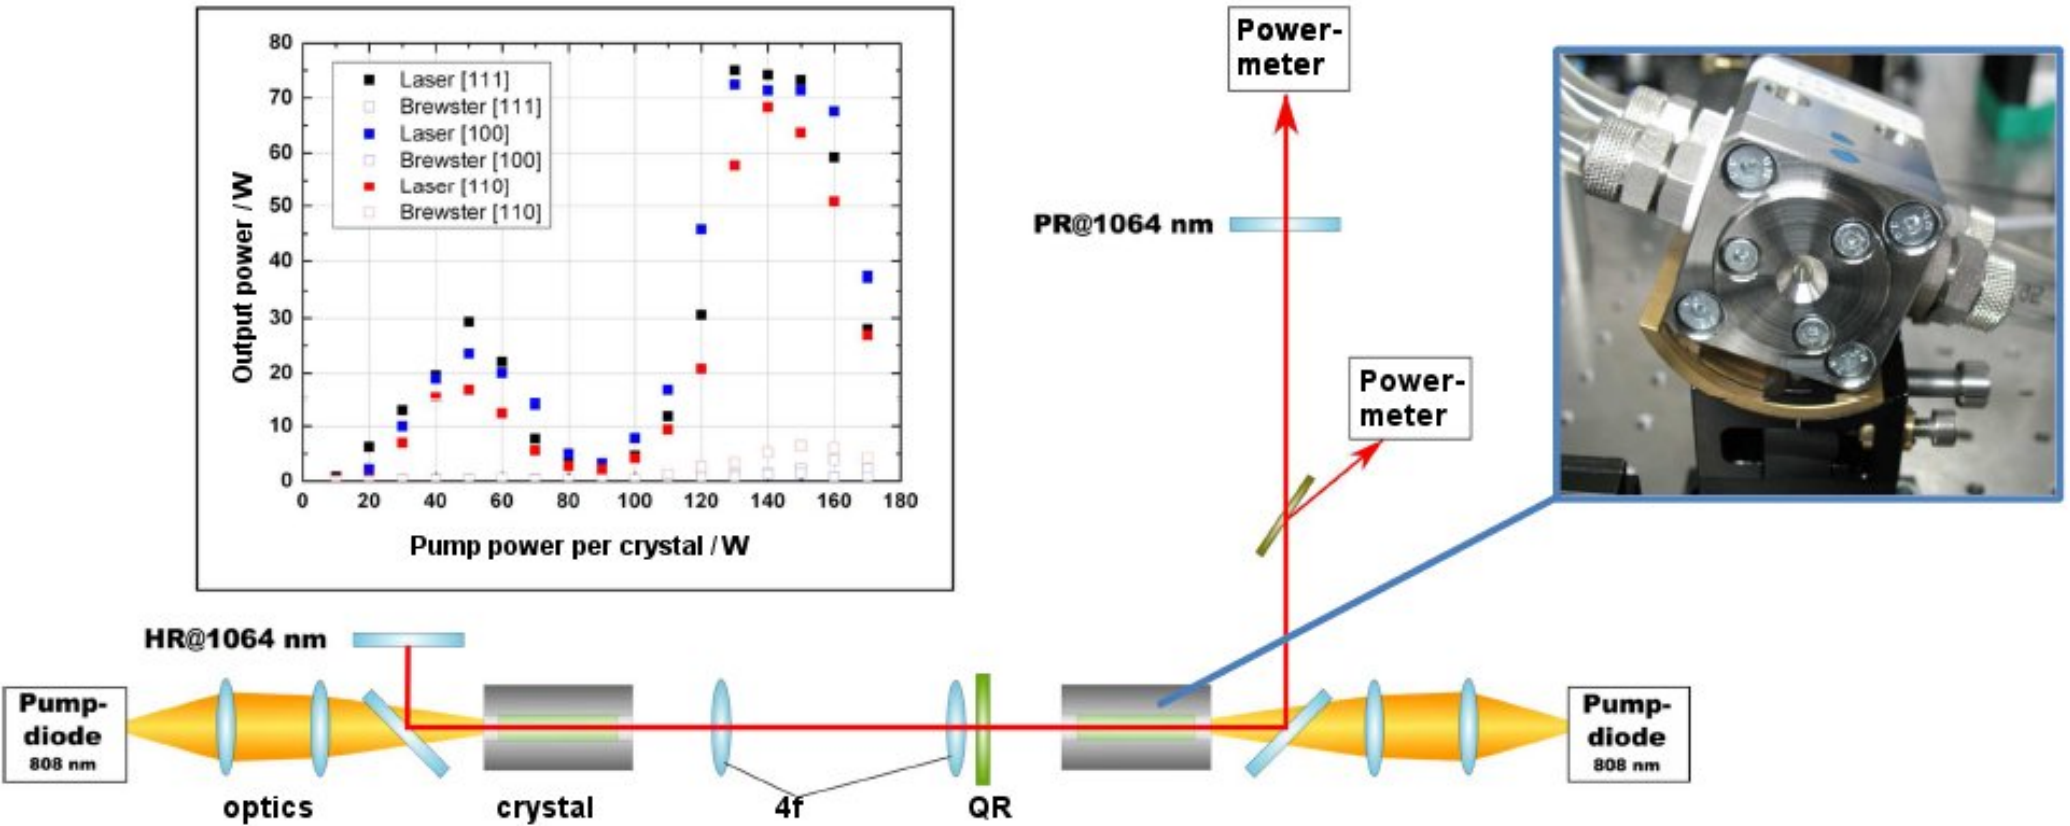 80
70
60
50
40
30
20
10
0
Output power / W
Laser [111]
Brewster [111]
Laser [100]
Brewster [100]
Laser [110]
Brewster [110]
0 20 40 60 80 100 120 140 160 180
Pump power per crystal / W
Power-
meter
PR@1064 nm
Power-
meter
HR@1064 nm
Pump-
diode
808 nm
optics
crystal
4f
QR
Pump-
diode
808 nm